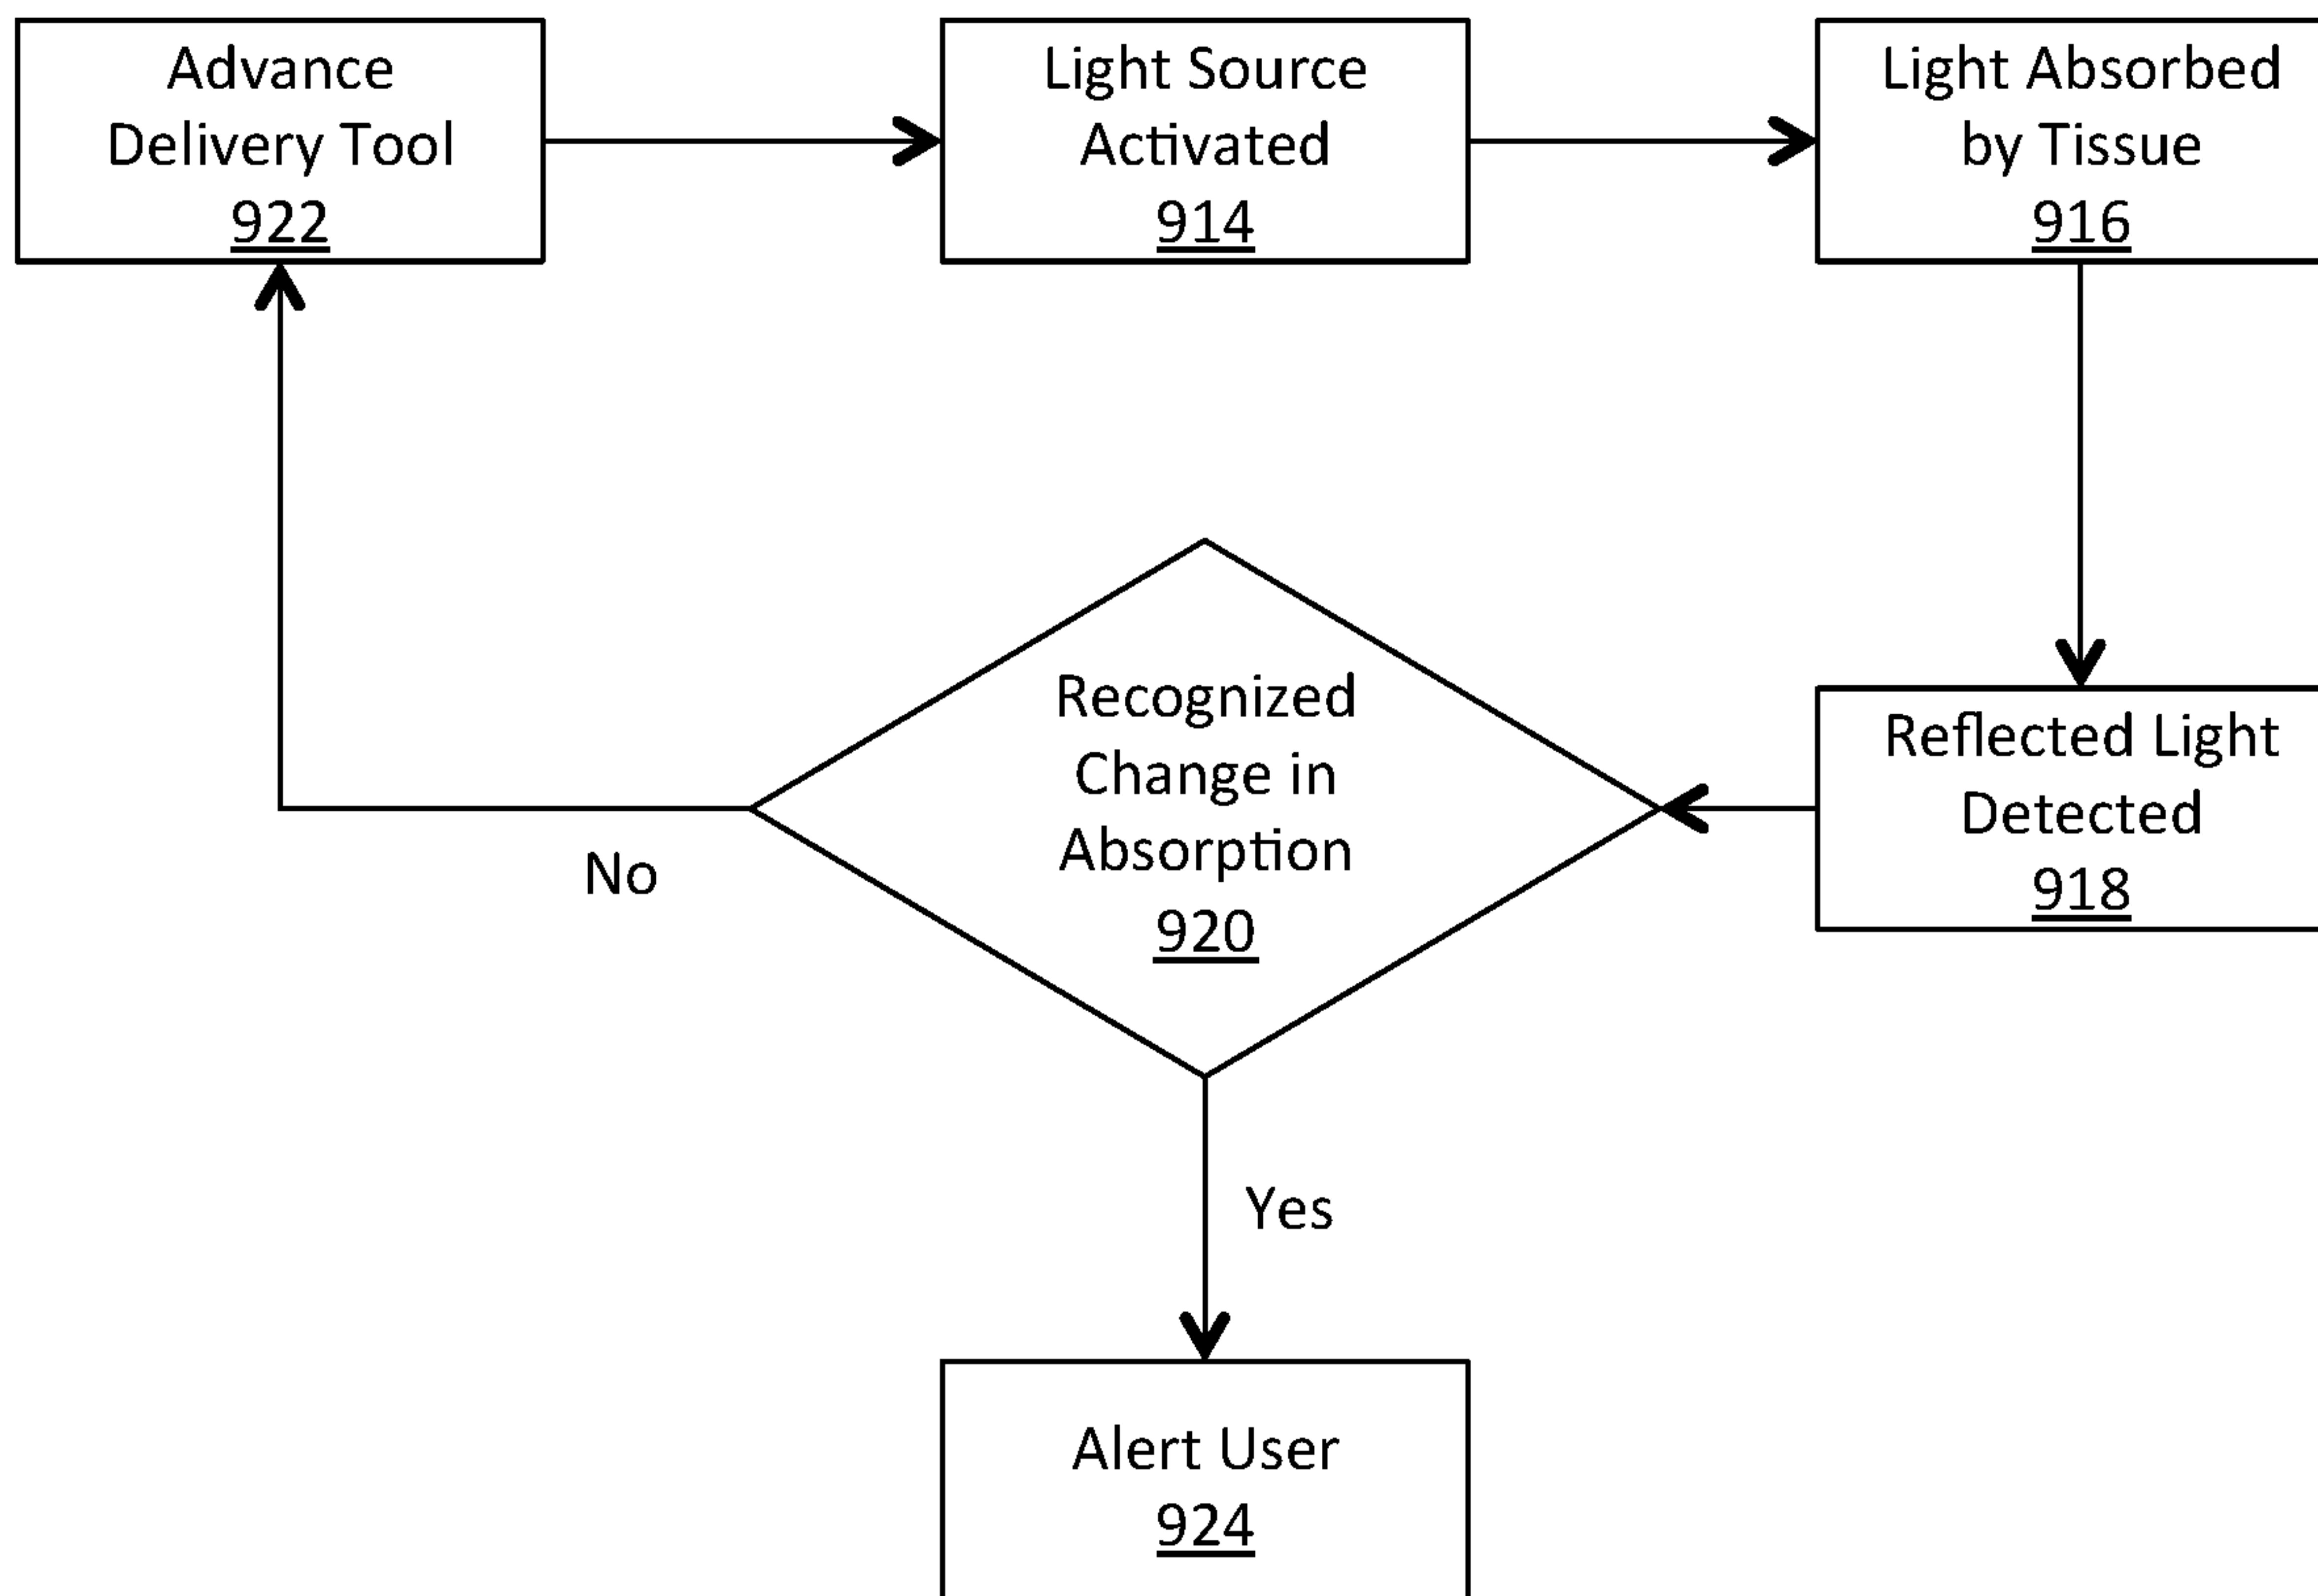 Advance
Delivery Tool
922
Light Source
Activated
914
Light Absorbed
by Tissue
916
Recognized
Change in
Absorption
920
Reflected Light
Detected
918
No
Yes
Alert User
924